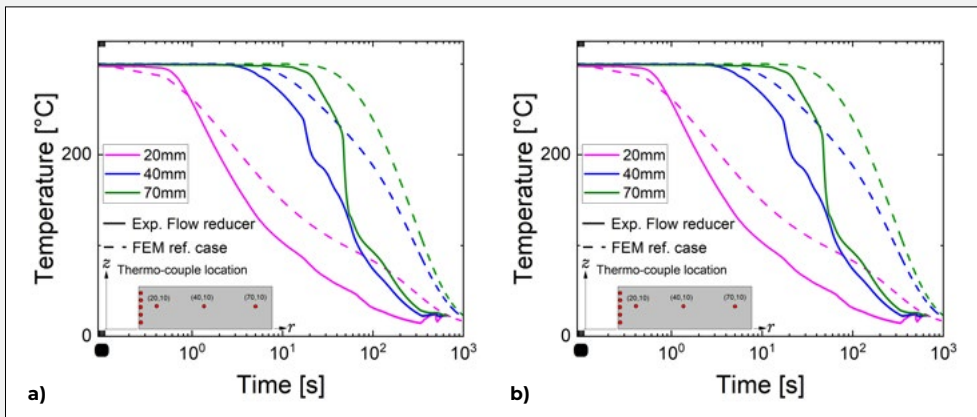 Temperature [°C]
200
0
20mm
40mm
70mm
Exp. Flow reducer
FEM ref. case
z
Thermo-couple location
(20,10)
(40,10)
(70,10)
r
10⁰
10¹
10²
10³
Time [s]
a)
Temperature [°C]
200
0
20mm
40mm
70mm
Exp. Flow reducer
FEM ref. case
z
Thermo-couple location
(20,10)
(40,10)
(70,10)
r
10⁰
10¹
10²
10³
Time [s]
b)